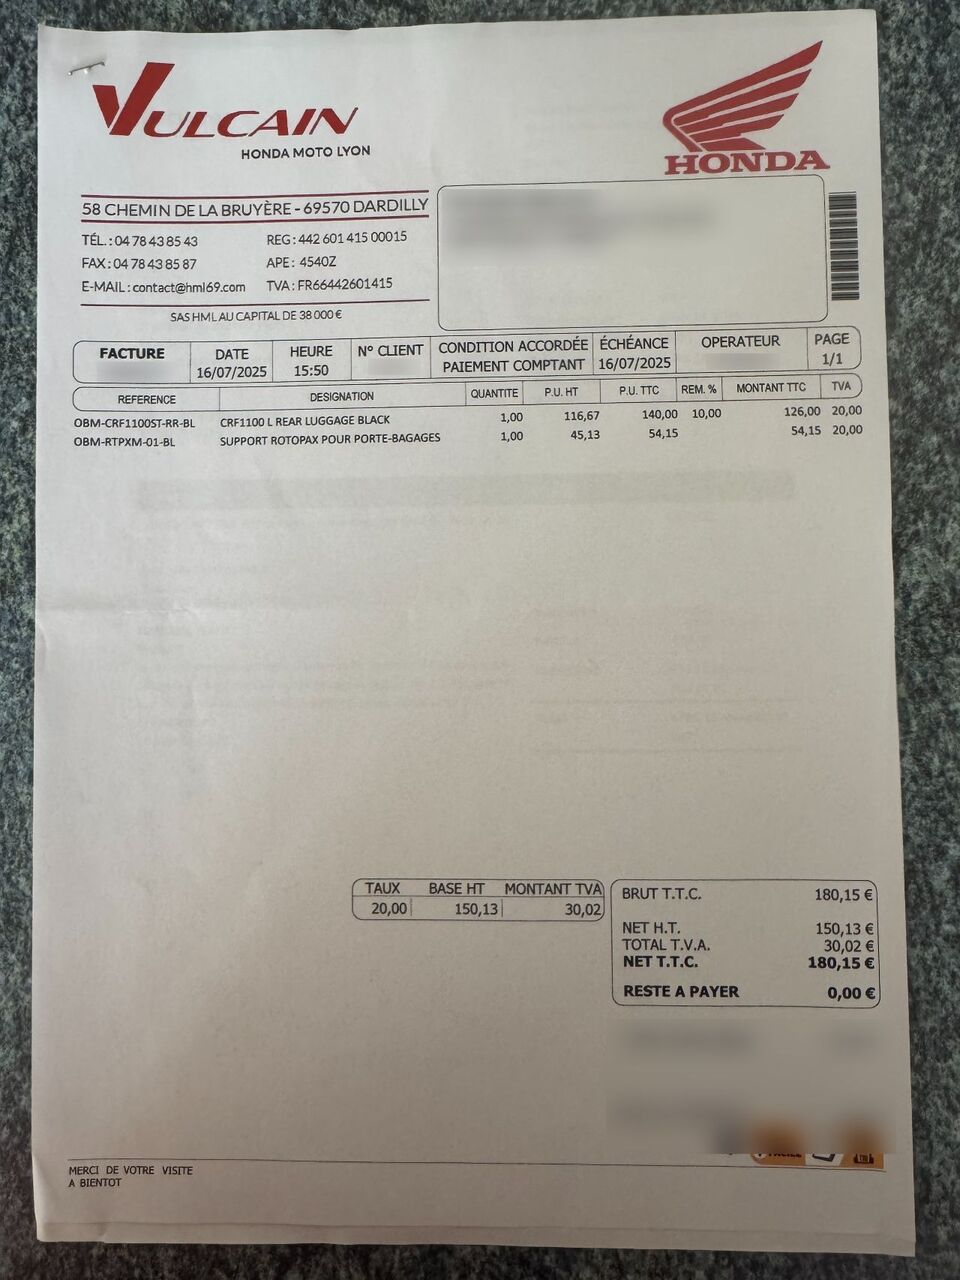 VULCAIN
HONDA MOTO LYON
HONDA
58 CHEMIN DE LA BRUYÈRE - 69570 DARDILLY
TÉL. : 04 78 43 85 43 REG : 442 601 415 00015
FAX : 04 78 43 85 87 APE : 4540Z
E-MAIL : contact@hml69.com TVA : FR66442601415
SAS HML AU CAPITAL DE 38 000 €
FACTURE DATE HEURE N° CLIENT CONDITION ACCORDÉE ÉCHÉANCE OPERATEUR PAGE
16/07/2025 15:50 PAIEMENT COMPTANT 16/07/2025 1/1
REFERENCE DESIGNATION QUANTITE P.U. HT P.U. TTC REM. % MONTANT TTC TVA
OBM-CRF1100ST-RR-BL CRF1100 L REAR LUGGAGE BLACK 1,00 116,67 140,00 10,00 126,00 20,00
OBM-RTPXM-01-BL SUPPORT ROTOPAX POUR PORTE-BAGAGES 1,00 45,13 54,15 54,15 20,00
TAUX BASE HT MONTANT TVA
20,00 150,13 30,02
BRUT T.T.C. 180,15 €
NET H.T. 150,13 €
TOTAL T.V.A. 30,02 €
NET T.T.C. 180,15 €
RESTE A PAYER 0,00 €
MERCI DE VOTRE VISITE
A BIENTOT